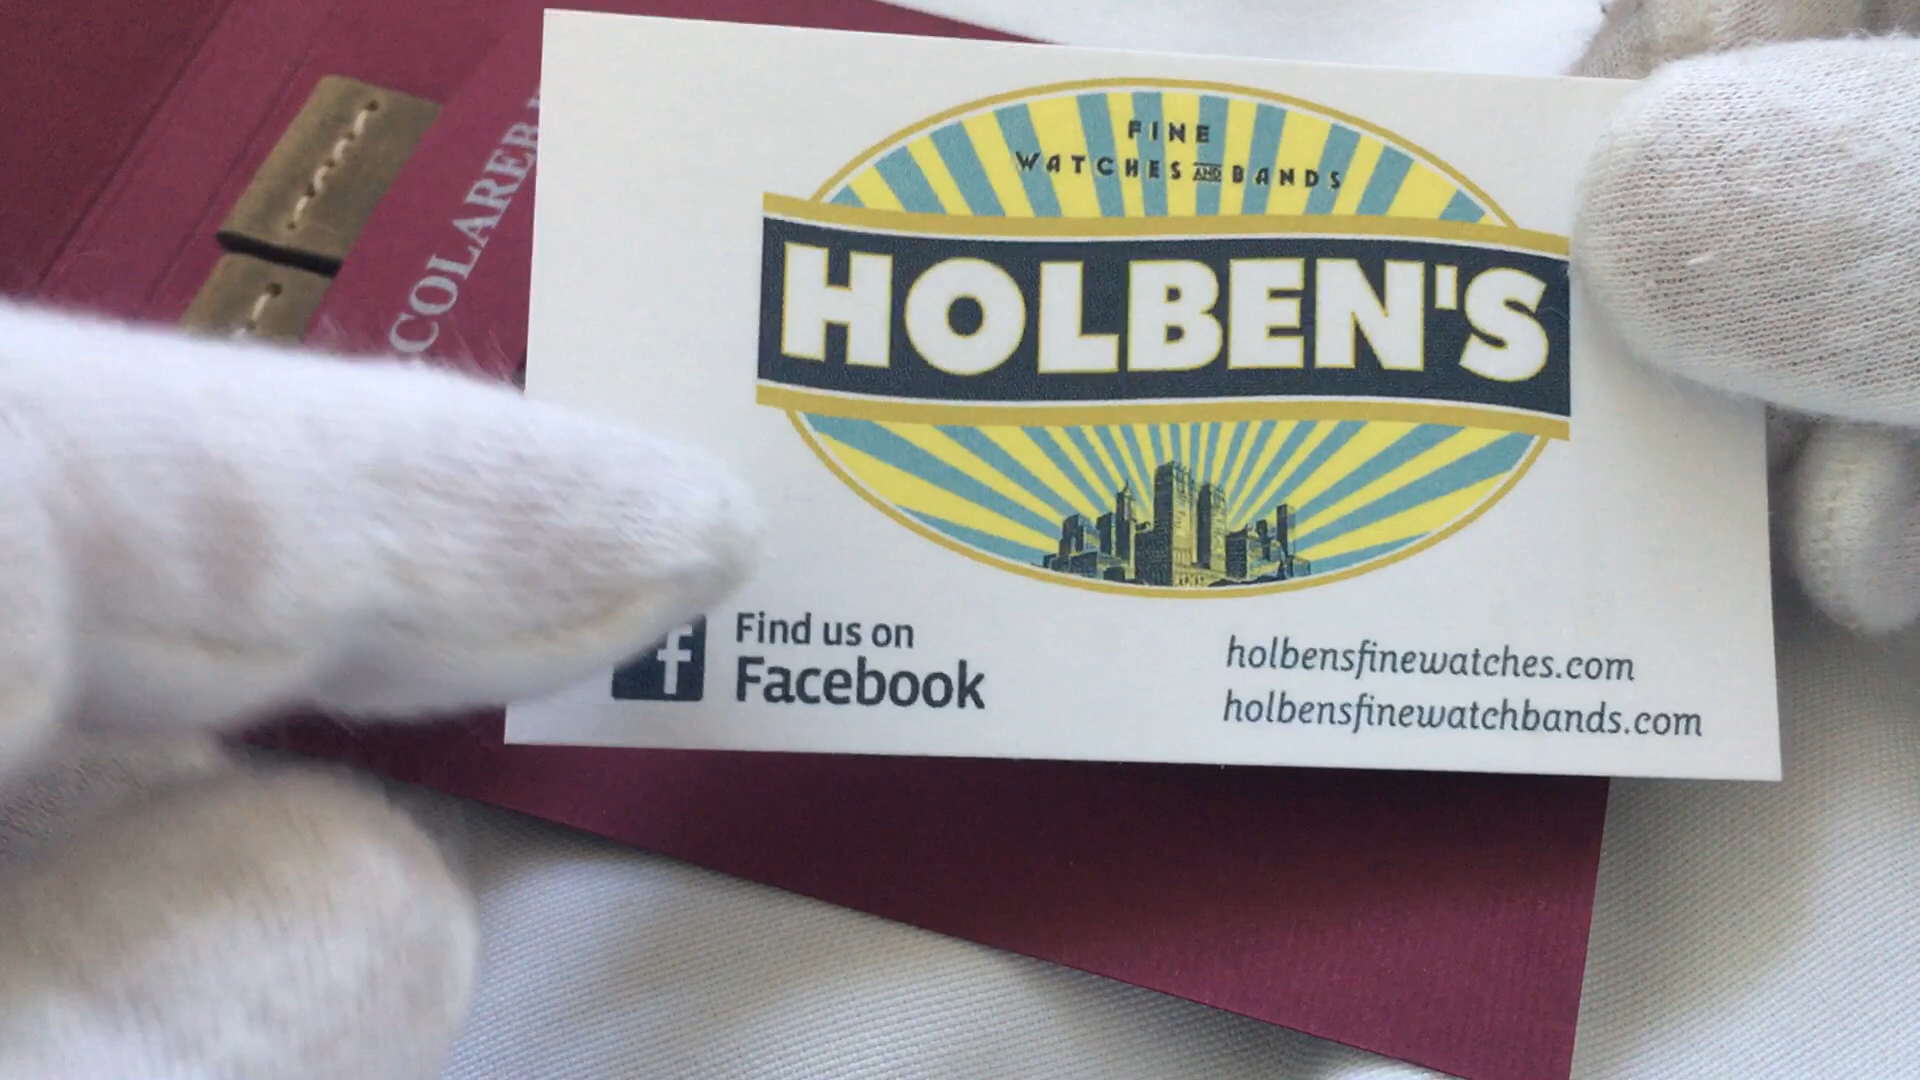 FINE
WATCHES AND BANDS
HOLBEN'S
f Find us on
Facebook
holbensfinewatches.com
holbensfinewatchbands.com